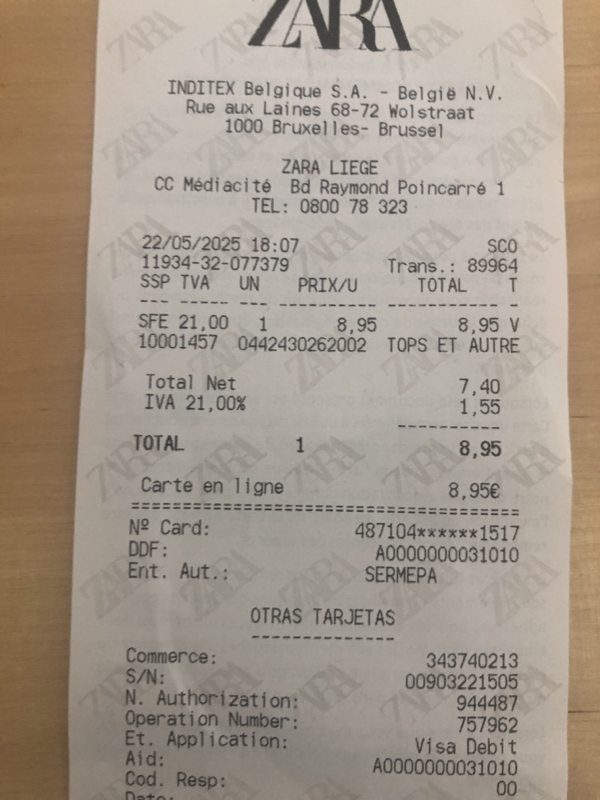 ZARA
INDITEX Belgique S.A. - België N.V.
Rue aux Laines 68-72 Wolstraat
1000 Bruxelles- Brussel
ZARA LIEGE
CC Médiacité Bd Raymond Poincarré 1
TEL: 0800 78 323
22/05/2025 18:07 SCO
11934-32-077379 Trans.: 89964
SSP TVA UN PRIX/U TOTAL T
--- ----- --- ----------- ----------- --
SFE 21,00 1 8,95 8,95 V
10001457 0442430262002 TOPS ET AUTRE
Total Net 7,40
IVA 21,00% 1,55
----------
TOTAL 1 8,95
Carte en ligne 8,95€
========================================
Nº Card: 487104******1517
DDF: A0000000031010
Ent. Aut.: SERMEPA
OTRAS TARJETAS
--------------
Commerce: 343740213
S/N: 00903221505
N. Authorization: 944487
Operation Number: 757962
Et. Application: Visa Debit
Aid: A0000000031010
Cod. Resp: 00
Date: